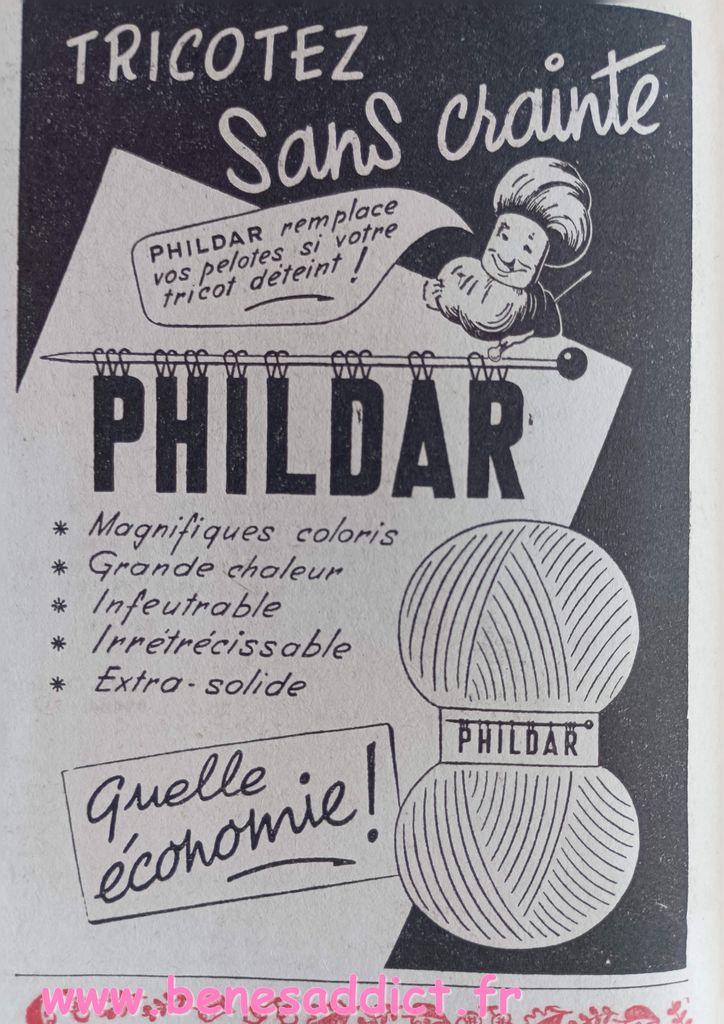 TRICOTEZ
Sans crainte
PHILDAR remplace
vos pelotes si votre
tricot déteint !
PHILDAR
* Magnifiques coloris
* Grande chaleur
* Infeutrable
* Irrétrécissable
* Extra-solide
PHILDAR
Quelle
économie !
www.benesaddict.fr